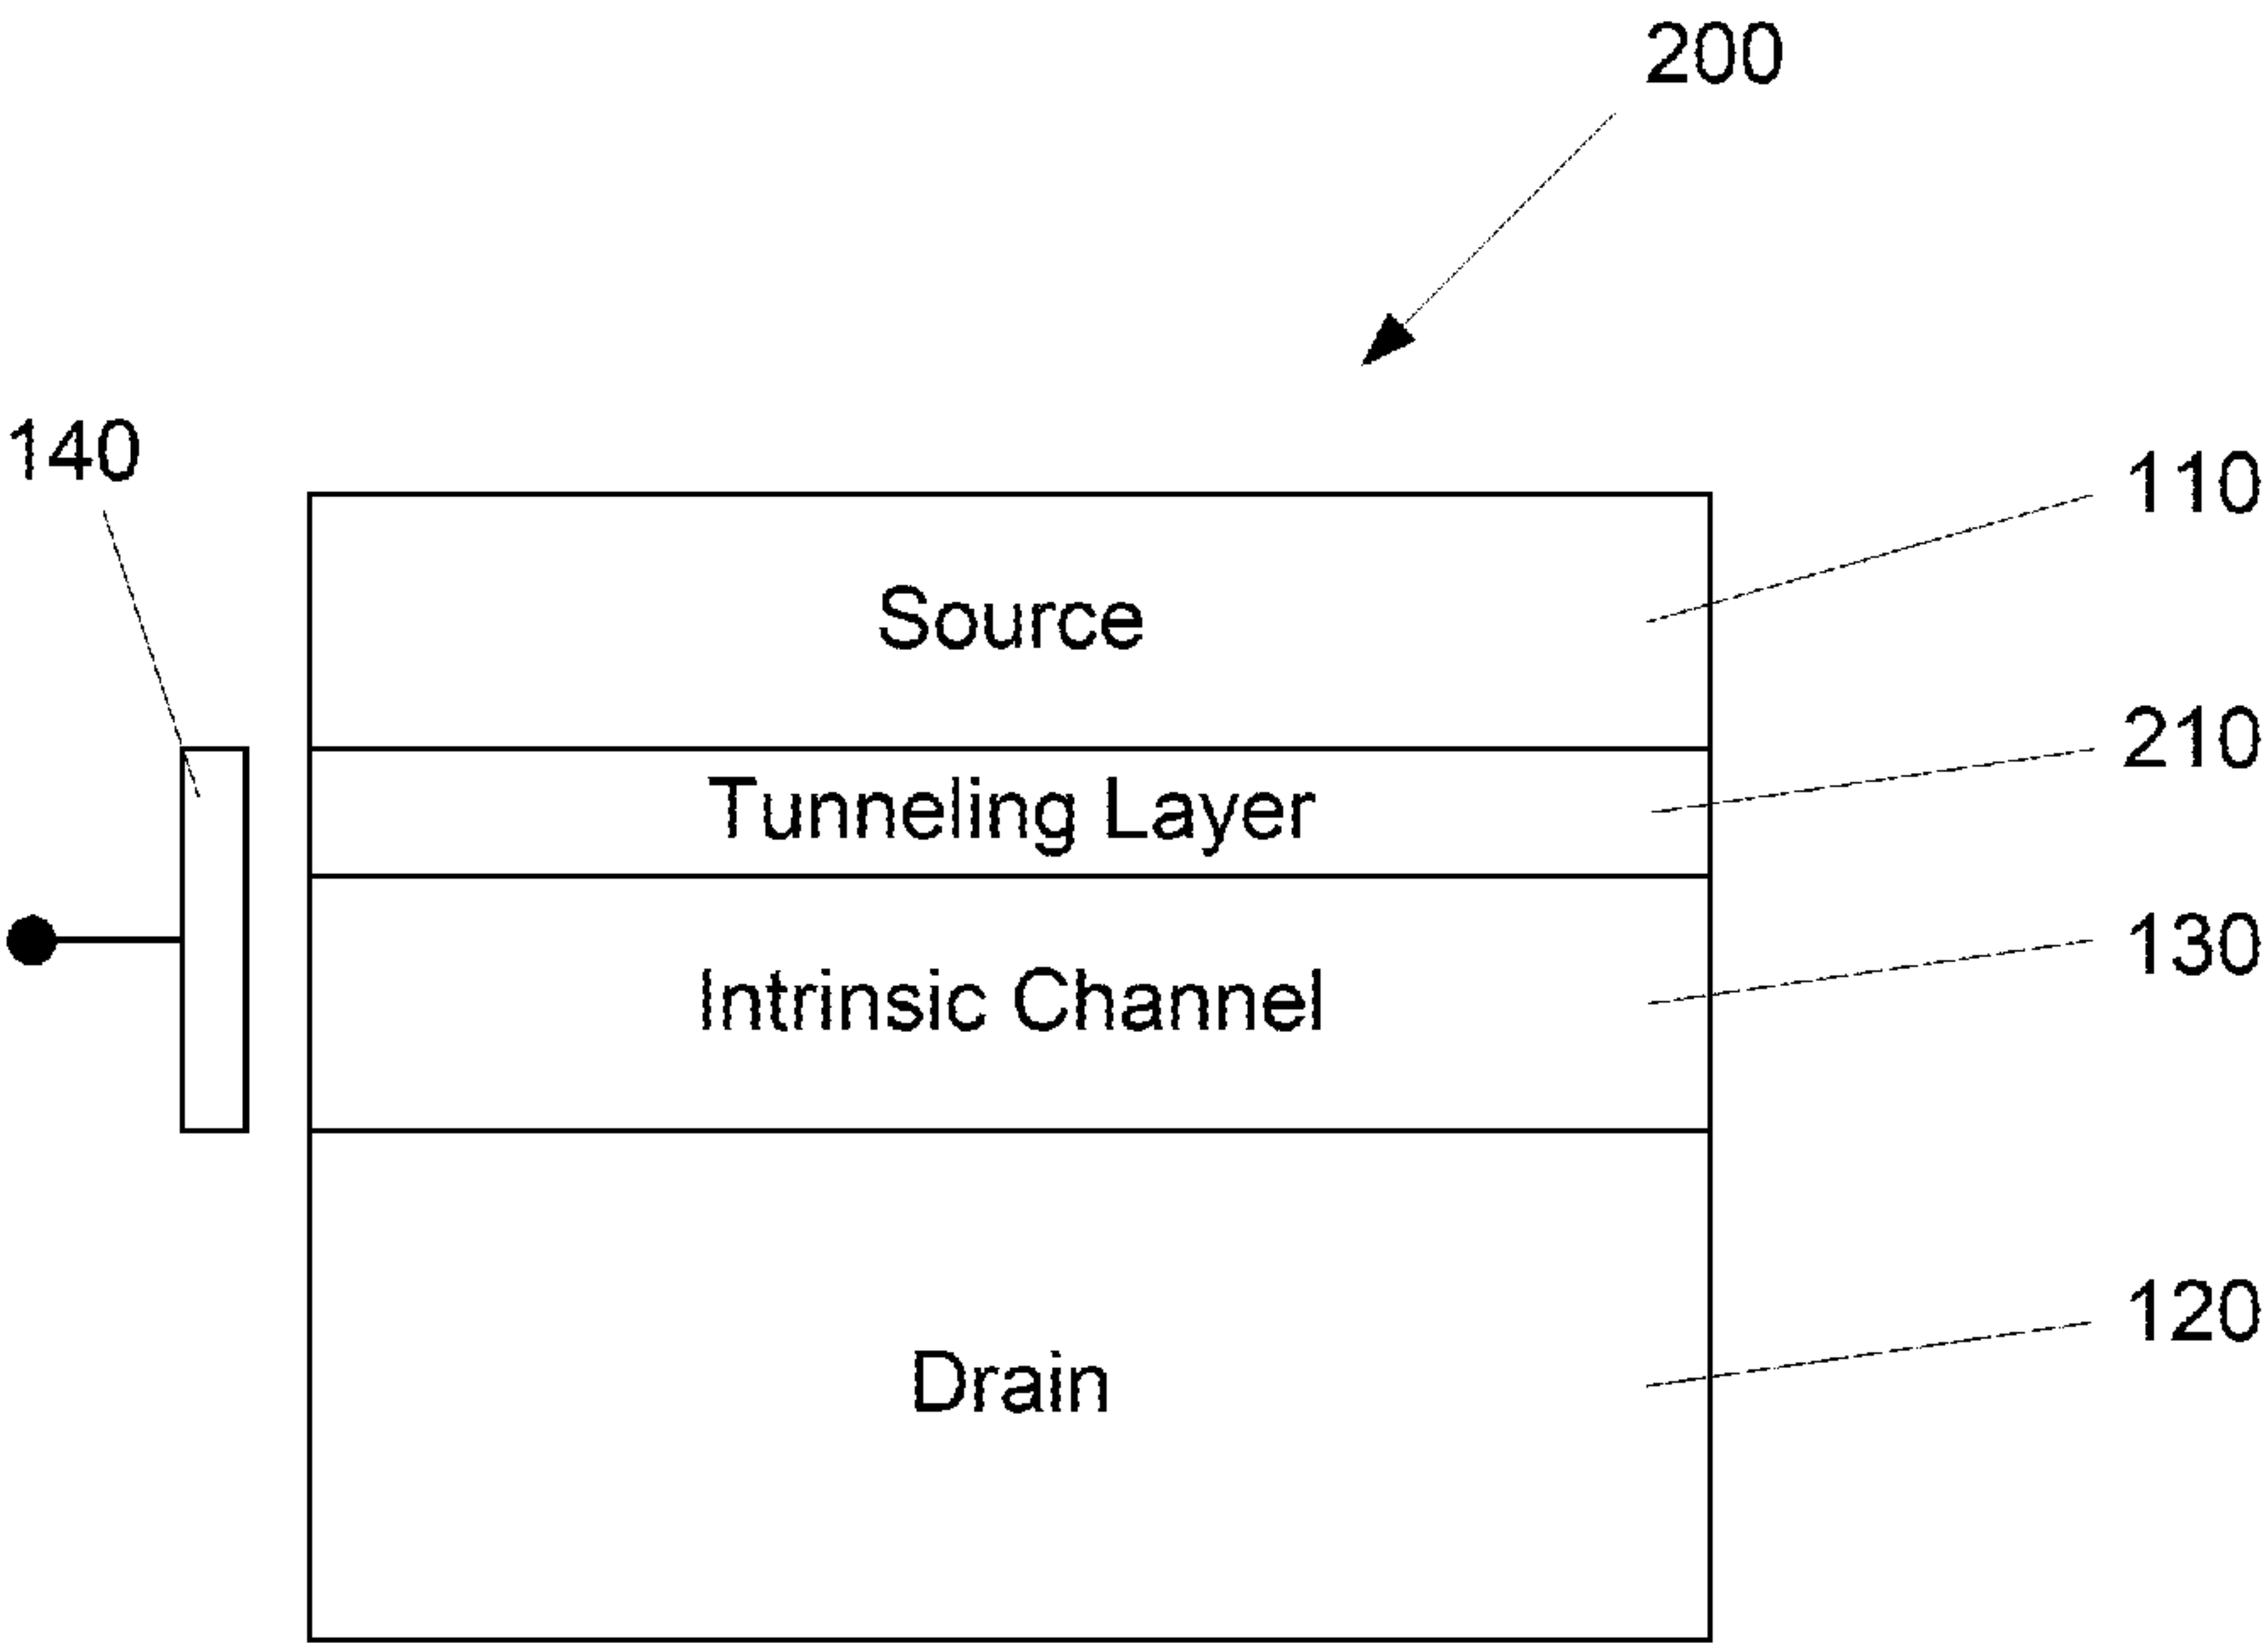 200
140
110
Source
210
Tunneling Layer
130
Intrinsic Channel
120
Drain